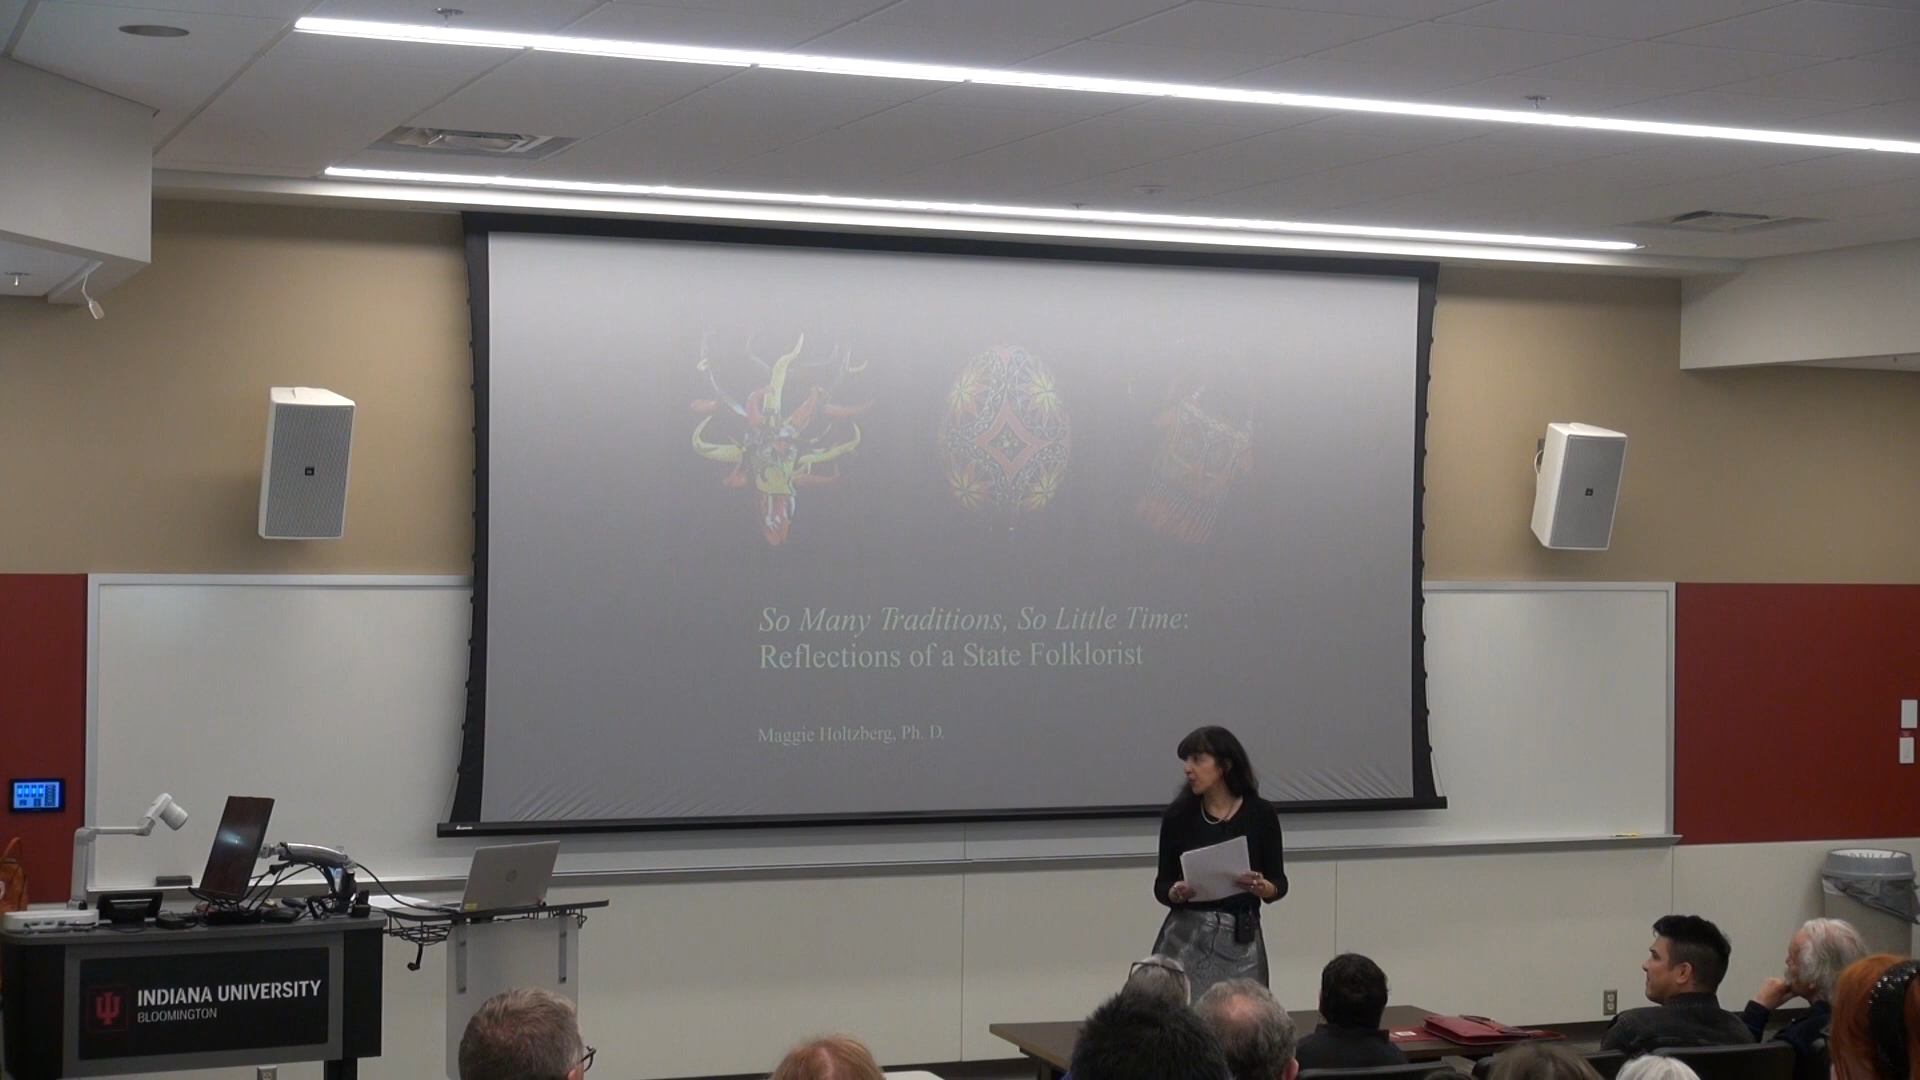 So Many Traditions, So Little Time:
Reflections of a State Folklorist
Maggie Holtzberg, Ph. D.
INDIANA UNIVERSITY
BLOOMINGTON